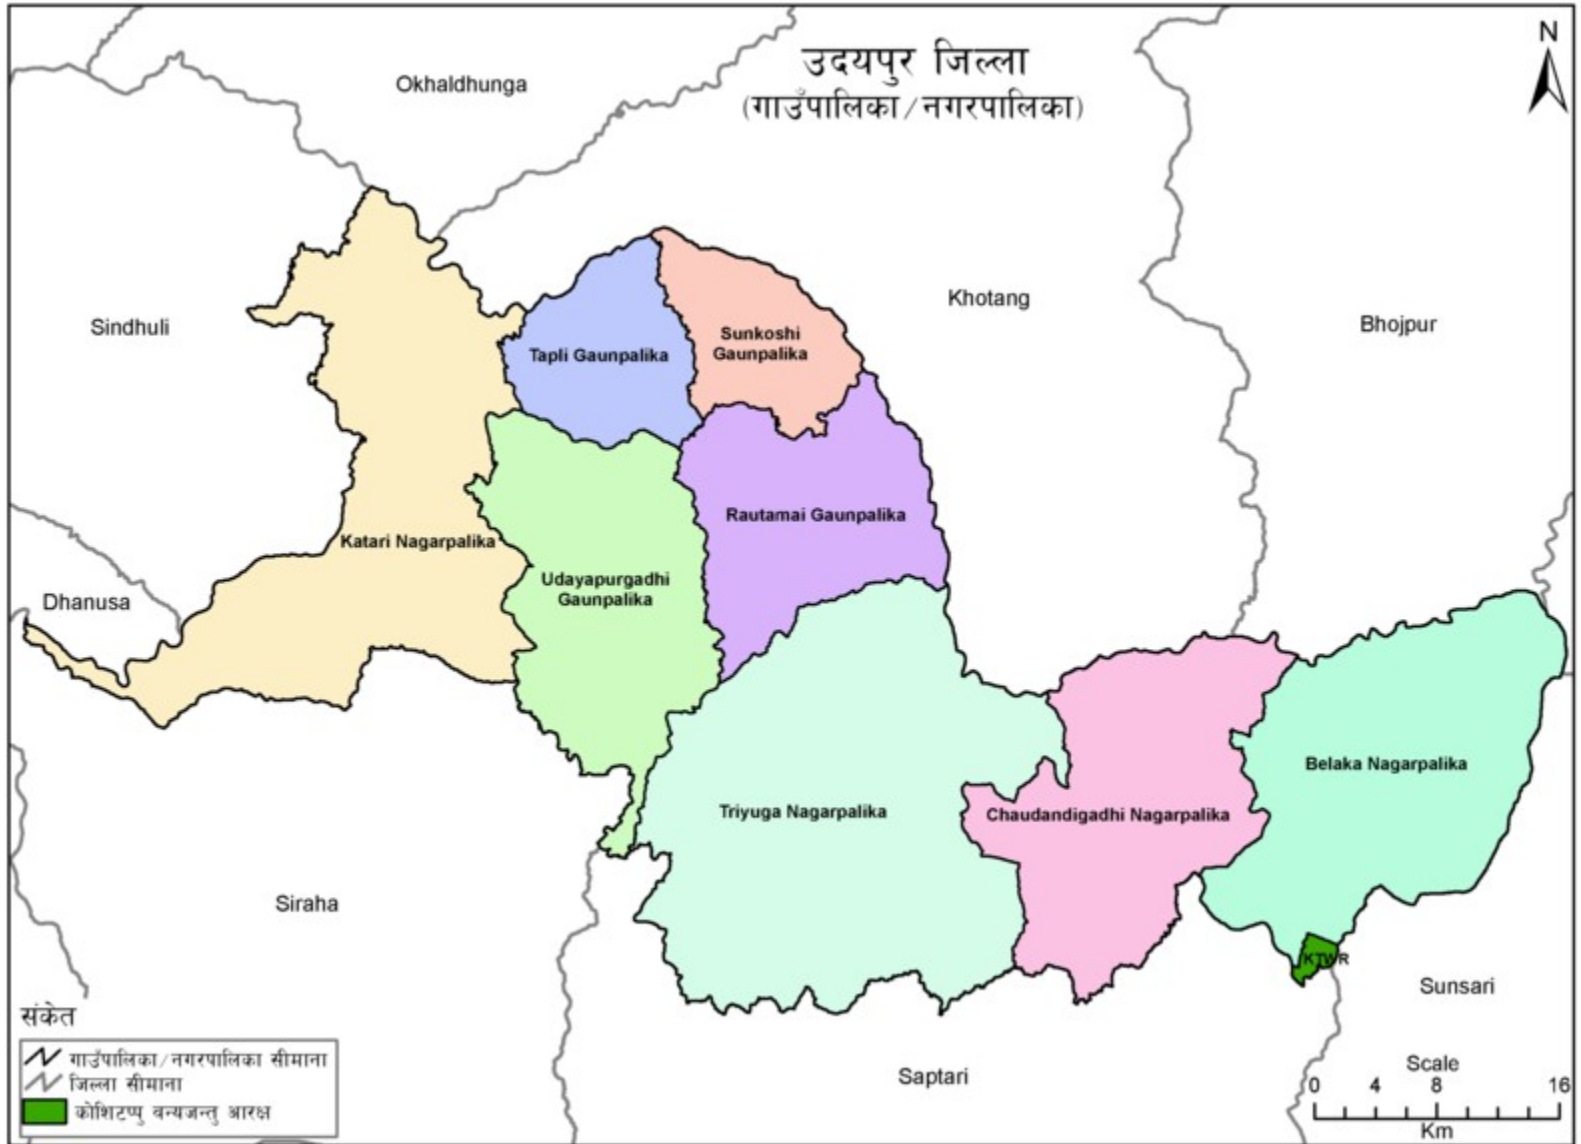 उदयपुर जिल्ला
(गाउँपालिका/नगरपालिका)
N
Okhaldhunga
Sindhuli
Khotang
Bhojpur
Tapli Gaunpalika
Sunkoshi
Gaunpalika
Rautamai Gaunpalika
Katari Nagarpalika
Udayapurgadhi
Gaunpalika
Dhanusa
Belaka Nagarpalika
Triyuga Nagarpalika
Chaudandigadhi Nagarpalika
Siraha
KTWR
Sunsari
Saptari
संकेत
गाउँपालिका/नगरपालिका सीमाना
जिल्ला सीमाना
कोशिटप्पु वन्यजन्तु आरक्ष
Scale
0 4 8 16
Km